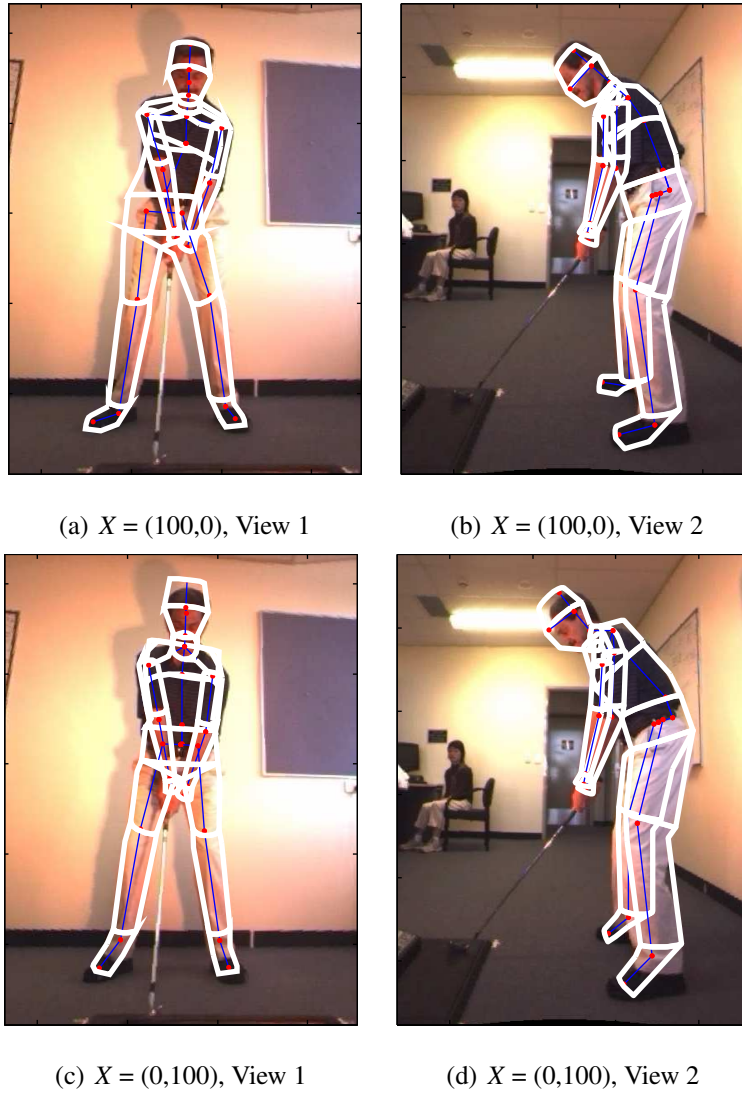 (a) X = (100,0), View 1
(b) X = (100,0), View 2
(c) X = (0,100), View 1
(d) X = (0,100), View 2